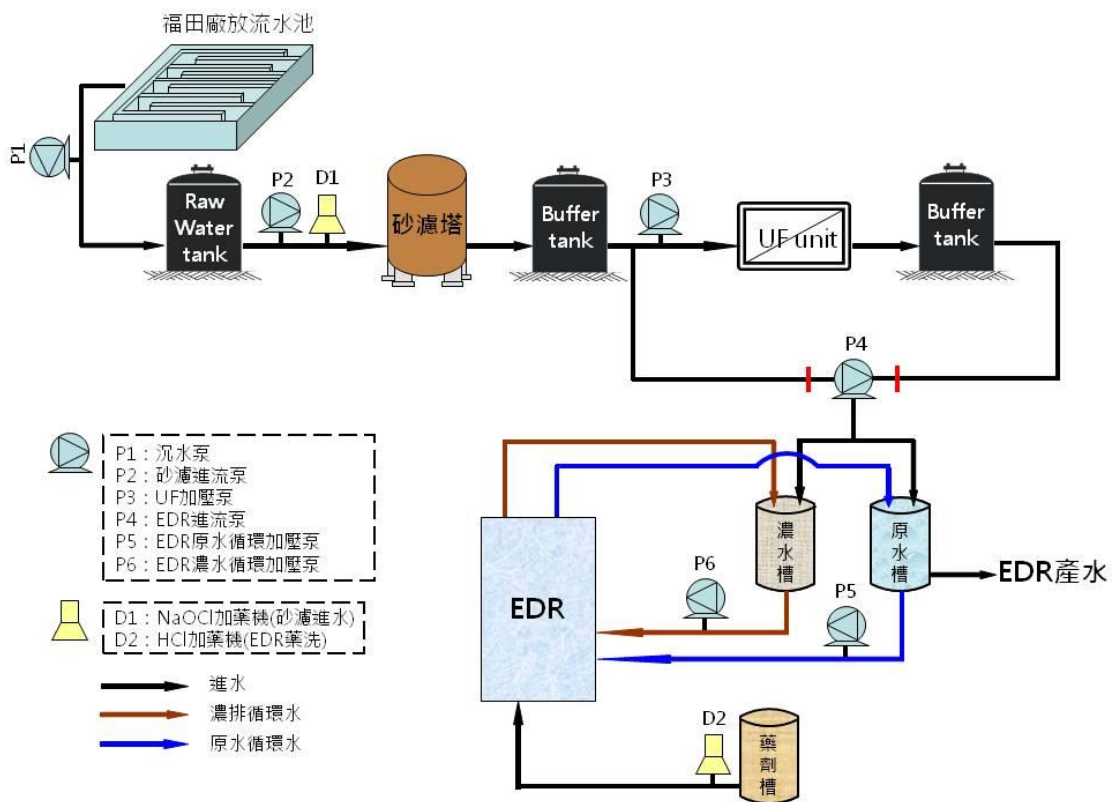 福田廠放流水池
P1
Raw
Water
tank
P2
D1
砂濾塔
Buffer
tank
P3
UF unit
Buffer
tank
P4
P1：沉水泵
P2：砂濾進流泵
P3：UF加壓泵
P4：EDR進流泵
P5：EDR原水循環加壓泵
P6：EDR濃水循環加壓泵
D1：NaOCl加藥機(砂濾進水)
D2：HCl加藥機(EDR藥洗)
進水
濃排循環水
原水循環水
EDR
濃水槽
原水槽
EDR產水
P6
P5
D2
藥劑槽